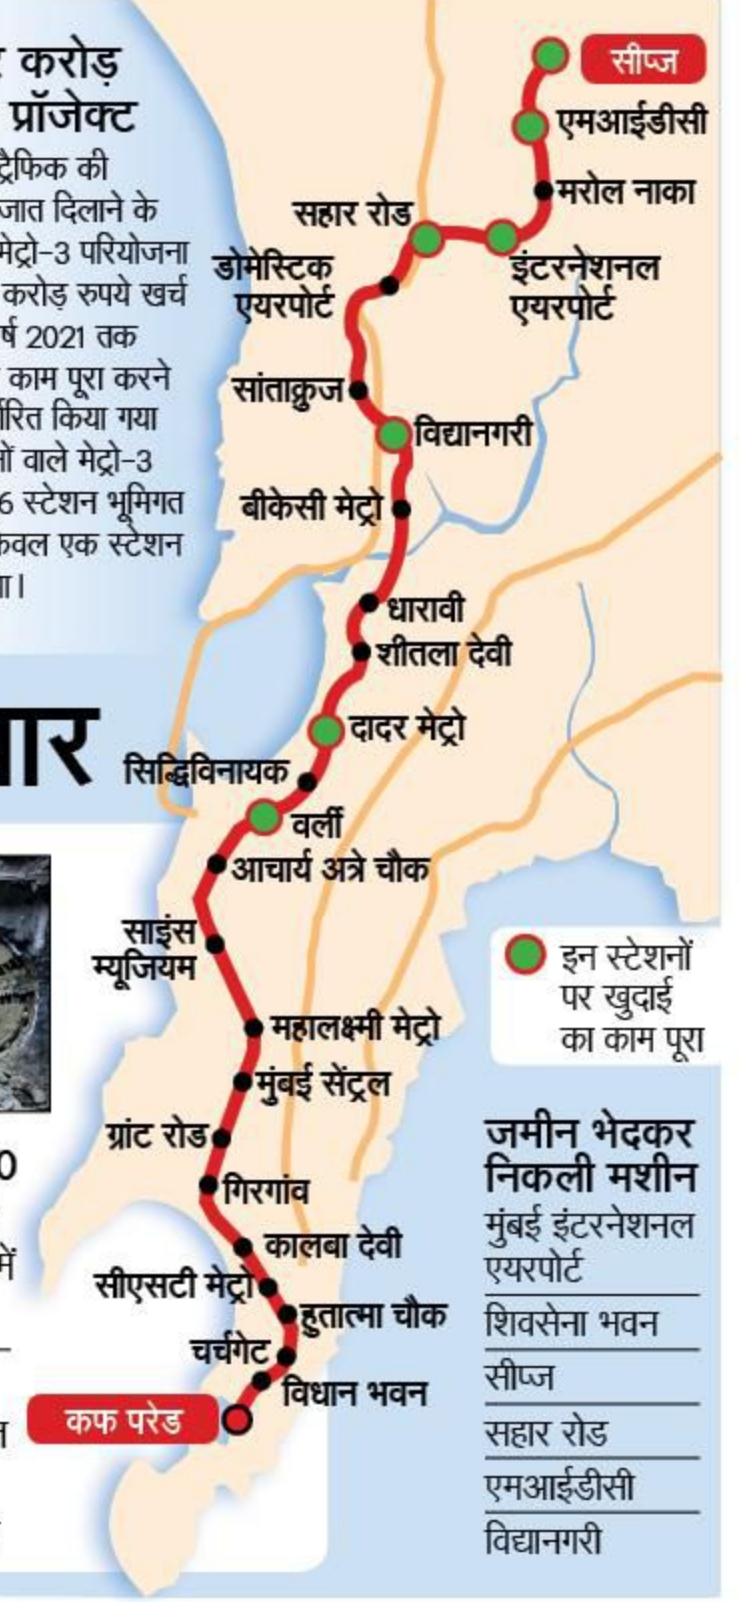 करोड़
प्रॉजेक्ट
ट्रैफिक की
जात दिलाने के
मेट्रो-3 परियोजना
करोड़ रुपये खर्च
र्ष 2021 तक
काम पूरा करने
रित किया गया
वाले मेट्रो-3
6 स्टेशन भूमिगत
केवल एक स्टेशन
सीप्ज
एमआईडीसी
मरोल नाका
सहार रोड
इंटरनेशनल
एयरपोर्ट
डोमेस्टिक
एयरपोर्ट
सांताक्रुज
विद्यानगरी
बीकेसी मेट्रो
धारावी
शीतला देवी
दादर मेट्रो
सिद्धिविनायक
वर्ली
आचार्य अत्रे चौक
साइंस
म्यूजियम
महालक्ष्मी मेट्रो
मुंबई सेंट्रल
ग्रांट रोड
गिरगांव
कालबा देवी
सीएसटी मेट्रो
हुतात्मा चौक
चर्चगेट
विधान भवन
कफ परेड
0
में
इन स्टेशनों
पर खुदाई
का काम पूरा
जमीन भेदकर
निकली मशीन
मुंबई इंटरनेशनल
एयरपोर्ट
शिवसेना भवन
सीप्ज
सहार रोड
एमआईडीसी
विद्यानगरी